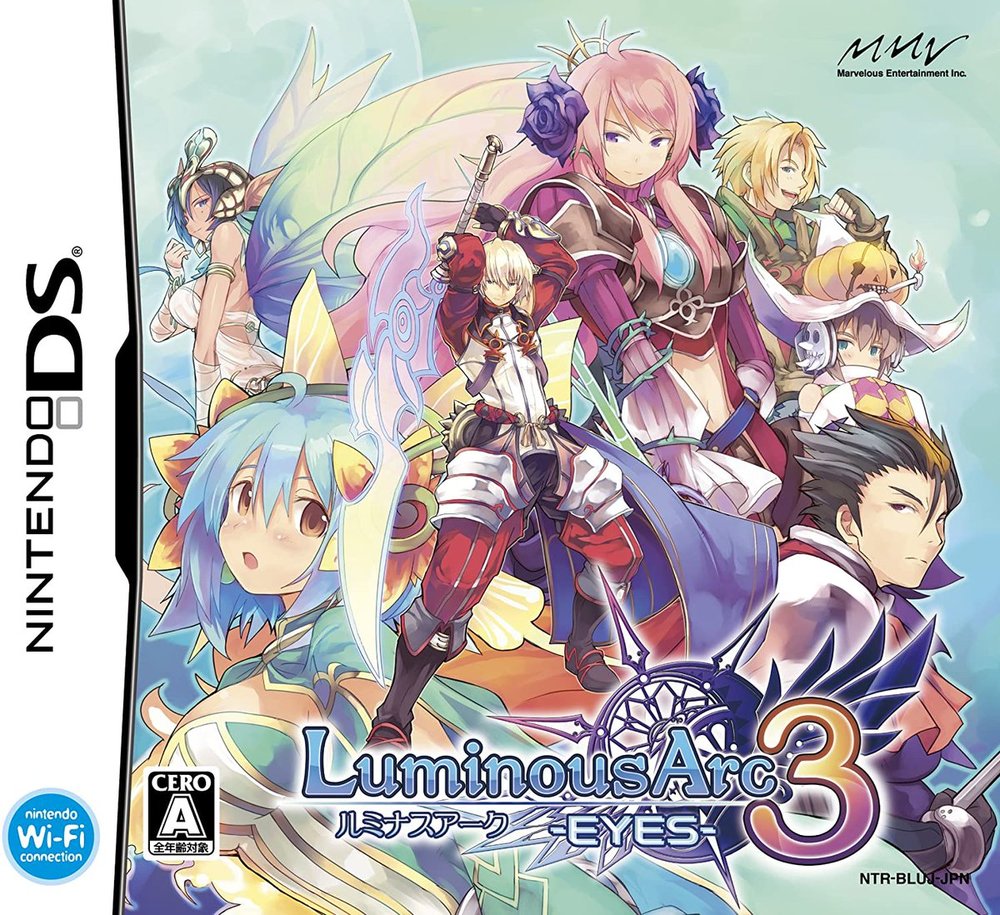 MMV
Marvelous Entertainment Inc.
NINTENDO DS®
LuminousArc 3
ルミナスアーク -EYES-
CERO
A
全年齢対象
nintendo
Wi-Fi
connection
NTR-BLUJ-JPN